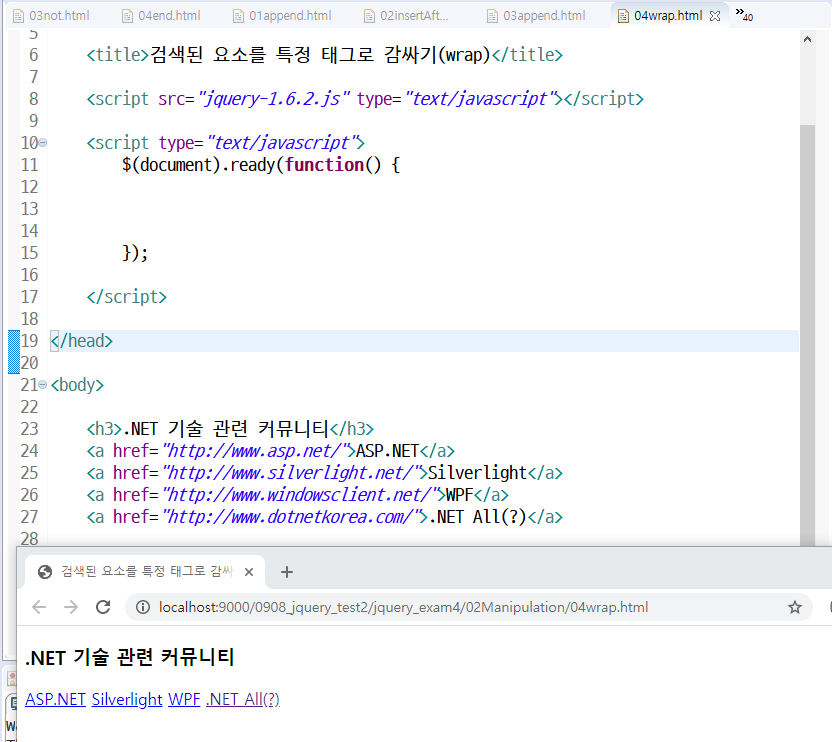 03not.html 04end.html 01append.html 02insertAft... 03append.html 04wrap.html 40
5
6 <title>검색된 요소를 특정 태그로 감싸기(wrap)</title>
7
8 <script src="jquery-1.6.2.js" type="text/javascript"></script>
9
10 <script type="text/javascript">
11 $(document).ready(function() {
12
13
14
15 });
16
17 </script>
18
19 </head>
20
21 <body>
22
23 <h3>.NET 기술 관련 커뮤니티</h3>
24 <a href="http://www.asp.net/">ASP.NET</a>
25 <a href="http://www.silverlight.net/">Silverlight</a>
26 <a href="http://www.windowsclient.net/">WPF</a>
27 <a href="http://www.dotnetkorea.com/">.NET All(?)</a>
28
검색된 요소를 특정 태그로 감싸
localhost:9000/0908_jquery_test2/jquery_exam4/02Manipulation/04wrap.html
.NET 기술 관련 커뮤니티
ASP.NET Silverlight WPF .NET All(?)